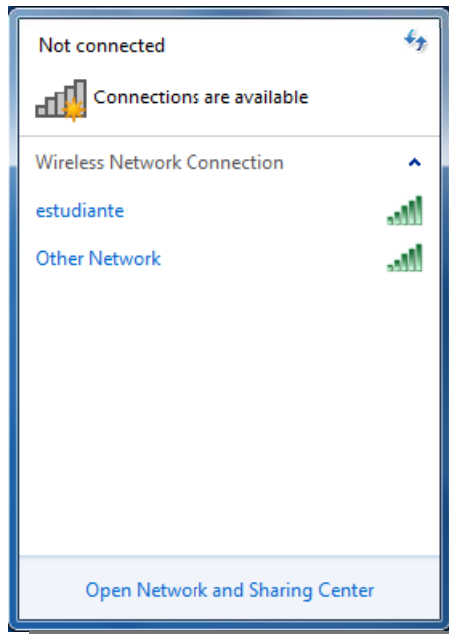 Not connected
Connections are available
Wireless Network Connection
estudiante
Other Network
Open Network and Sharing Center